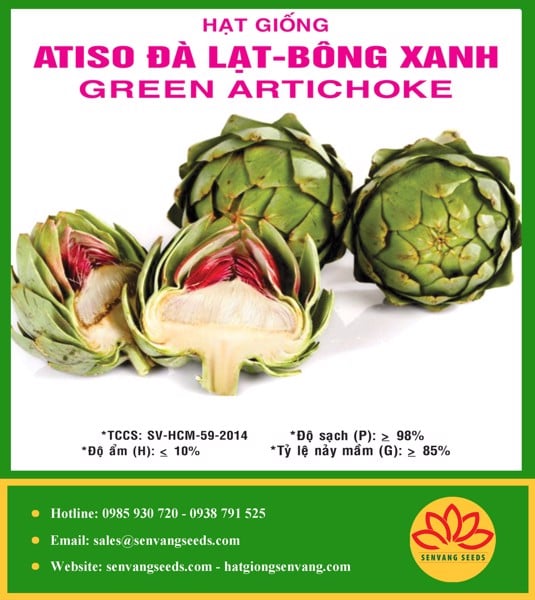 HẠT GIỐNG
ATISO ĐÀ LẠT-BÔNG XANH
GREEN ARTICHOKE
*TCCS: SV-HCM-59-2014 *Độ sạch (P): ≥ 98%
*Độ ẩm (H): ≤ 10% *Tỷ lệ nảy mầm (G): ≥ 85%
Hotline: 0985 930 720 - 0938 791 525
Email: sales@senvangseeds.com
Website: senvangseeds.com - hatgiongsenvang.com
SENVANG SEEDS